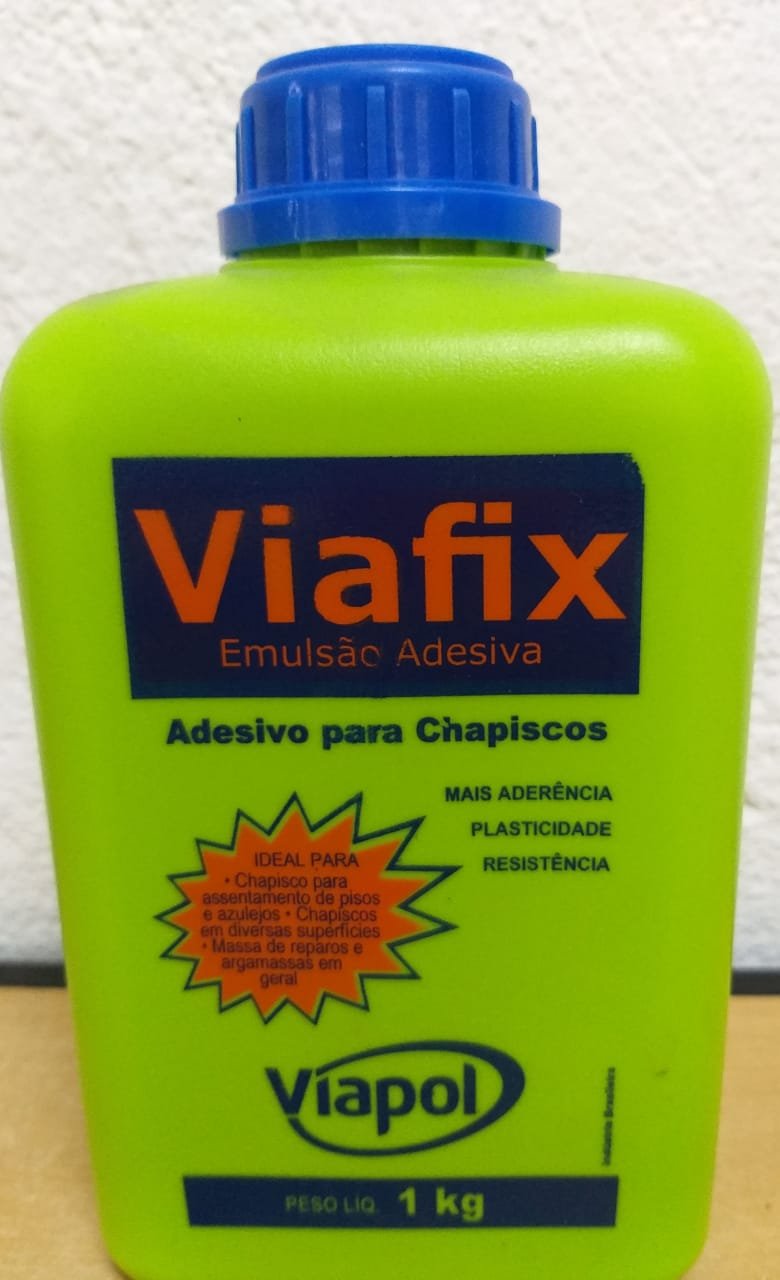 Viafix
Emulsão Adesiva
Adesivo para Chapiscos
MAIS ADERÊNCIA
PLASTICIDADE
RESISTÊNCIA
IDEAL PARA
• Chapisco para
assentamento de pisos
e azulejos • Chapiscos
em diversas superfícies
• Massa de reparos e
argamassas em
geral
Viapol
Indústria Brasileira
PESO LÍQ. 1 kg